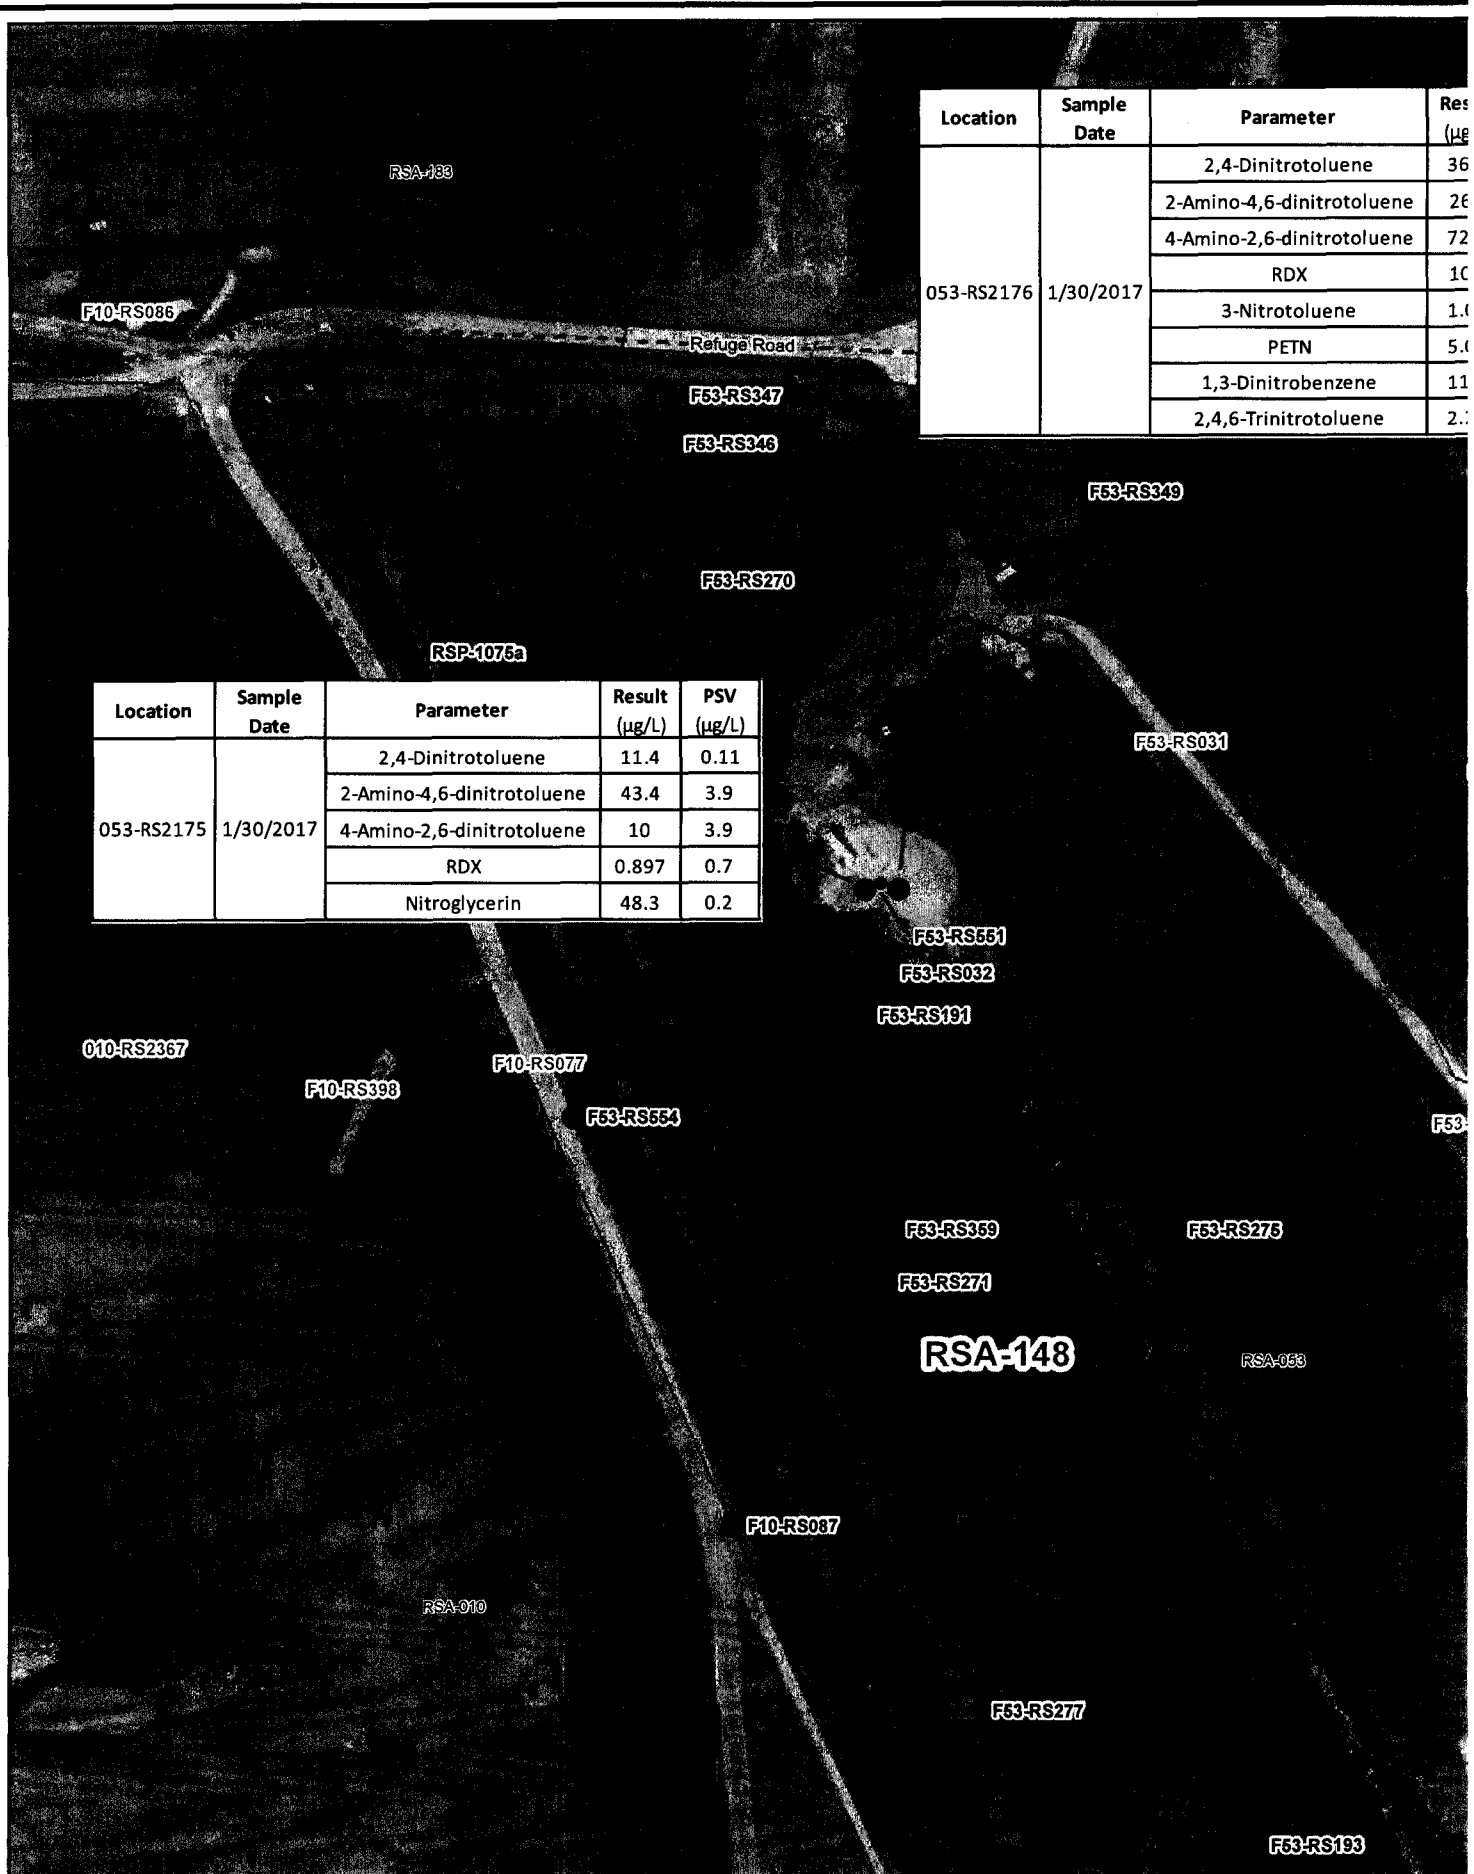 Location Sample Date Parameter
053-RS2176 1/30/2017
2,4-Dinitrotoluene
2-Amino-4,6-dinitrotoluene
4-Amino-2,6-dinitrotoluene
RDX
3-Nitrotoluene
PETN
1,3-Dinitrobenzene
2,4,6-Trinitrotoluene
RSA-183
F10-RS086
Refuge Road
F53-RS347
F53-RS346
F53-RS349
F53-RS270
RSP-1075a
F53-RS031
Location Sample Date Parameter Result (µg/L) PSV (µg/L)
053-RS2175 1/30/2017
2,4-Dinitrotoluene 11.4 0.11
2-Amino-4,6-dinitrotoluene 43.4 3.9
4-Amino-2,6-dinitrotoluene 10 3.9
RDX 0.897 0.7
Nitroglycerin 48.3 0.2
F53-RS551
F53-RS032
F53-RS191
010-RS2367
F10-RS077
F10-RS398
F53-RS554
F53-RS359
F53-RS275
F53-RS271
RSA-148
RSA-053
F10-RS087
RSA-010
F53-RS277
F53-RS193